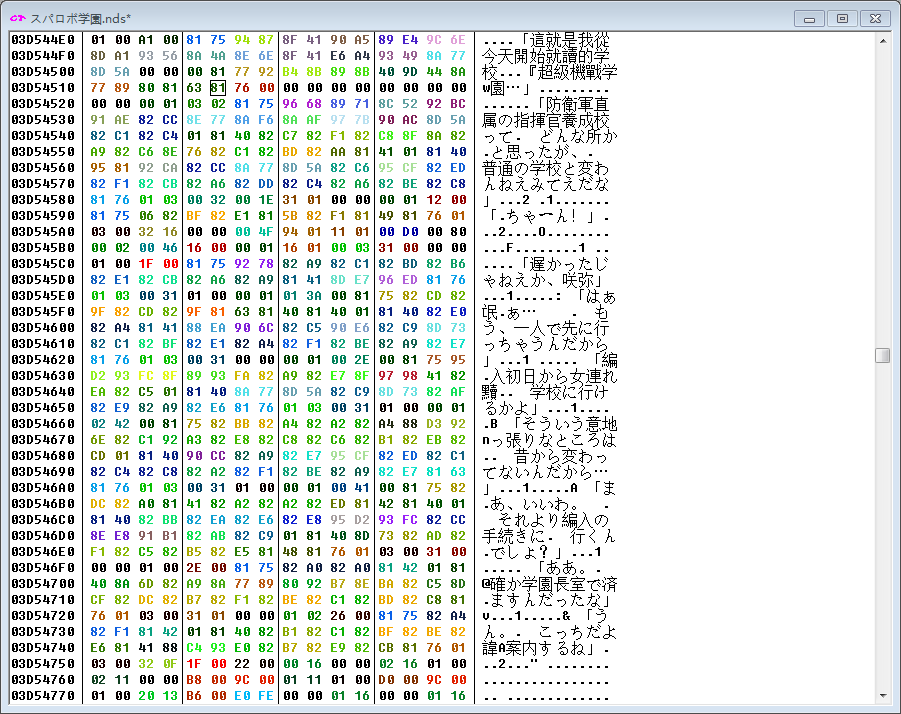 スパロボ学園.nds*
03D544E0 01 00 A1 00 81 75 94 87 8F 41 90 A5 89 E4 9C 6E ....「這就是我從
03D544F0 8D A1 93 56 8A 4A 8E 6E 8F 41 E6 A4 93 49 8A 77 今天開始就讀的学
03D54500 8D 5A 00 00 00 81 77 92 B4 8B 89 8B 40 9D 44 8A 校...『超級機戰学
03D54510 77 89 80 81 63 81 76 00 00 00 00 00 00 00 00 00 w園…」.........
03D54520 00 00 00 01 03 02 81 75 96 68 89 71 8C 52 92 BC ......「防衛軍直
03D54530 91 AE 82 CC 8E 77 8A F6 8A AF 97 7B 90 AC 8D 5A 属の指揮官養成校
03D54540 82 C1 82 C4 01 81 40 82 C7 82 F1 82 C8 8F 8A 82 って. どんな所か
03D54550 A9 82 C6 8E 76 82 C1 82 BD 82 AA 81 41 01 81 40 .と思ったが、.
03D54560 95 81 92 CA 82 CC 8A 77 8D 5A 82 C6 95 CF 82 ED 普通の学校と変わ
03D54570 82 F1 82 CB 82 A6 82 DD 82 C4 82 A6 82 BE 82 C8 んねえみてえだな
03D54580 81 76 01 03 00 32 00 1E 31 01 00 00 00 01 12 00 」...2 .1.......
03D54590 81 75 06 82 BF 82 E1 81 5B 82 F1 81 49 81 76 01 「.ちゃーん！」.
03D545A0 03 00 32 16 00 00 00 4F 94 01 11 01 00 D0 00 80 ..2....O........
03D545B0 00 02 00 46 16 00 00 01 16 01 00 03 31 00 00 00 ...F........1 ..
03D545C0 01 00 1F 00 81 75 92 78 82 A9 82 C1 82 BD 82 B6 ....「遅かったじ
03D545D0 82 E1 82 CB 82 A6 82 A9 81 41 8D E7 96 ED 81 76 ゃねえか、咲弥」
03D545E0 01 03 00 31 01 00 00 01 01 3A 00 81 75 82 CD 82 ...1.....: 「はぁ
03D545F0 9F 82 CD 82 9F 81 63 81 40 81 40 01 81 40 82 E0 氓.ぁ…　　. も
03D54600 82 A4 81 41 88 EA 90 6C 82 C5 90 E6 82 C9 8D 73 う、一人で先に行
03D54610 82 C1 82 BF 82 E1 82 A4 82 F1 82 BE 82 A9 82 E7 っちゃうんだから
03D54620 81 76 01 03 00 31 00 00 00 01 00 2E 00 81 75 95 」...1 ..... 「編
03D54630 D2 93 FC 8F 89 93 FA 82 A9 82 E7 8F 97 98 41 82 .入初日から女連れ
03D54640 EA 82 C5 01 81 40 8A 77 8D 5A 82 C9 8D 73 82 AF 黷.. 学校に行け
03D54650 82 E9 82 A9 82 E6 81 76 01 03 00 31 01 00 00 01 るかよ」...1....
03D54660 02 42 00 81 75 82 BB 82 A4 82 A2 82 A4 88 D3 92 .B 「そういう意地
03D54670 6E 82 C1 92 A3 82 E8 82 C8 82 C6 82 B1 82 EB 82 nっ張りなところは
03D54680 CD 01 81 40 90 CC 82 A9 82 E7 95 CF 82 ED 82 C1 .. 昔から変わっ
03D54690 82 C4 82 C8 82 A2 82 F1 82 BE 82 A9 82 E7 81 63 てないんだから…
03D546A0 81 76 01 03 00 31 01 00 00 01 00 41 00 81 75 82 」...1.....A 「ま
03D546B0 DC 82 A0 81 41 82 A2 82 A2 82 ED 81 42 81 40 01 .あ、いいわ。　.
03D546C0 81 40 82 BB 82 EA 82 E6 82 E8 95 D2 93 FC 82 CC 　それより編入の
03D546D0 8E E8 91 B1 82 AB 82 C9 01 81 40 8D 73 82 AD 82 手続きに. 行くん
03D546E0 F1 82 C5 82 B5 82 E5 81 48 81 76 01 03 00 31 00 .でしょ？」...1
03D546F0 00 00 01 00 2E 00 81 75 82 A0 82 A0 81 42 01 81 ..... 「ああ。.
03D54700 40 8A 6D 82 A9 8A 77 89 80 92 B7 8E BA 82 C5 8D @確か学園長室で済
03D54710 CF 82 DC 82 B7 82 F1 82 BE 82 C1 82 BD 82 C8 81 .ますんだったな」
03D54720 76 01 03 00 31 01 00 00 01 02 26 00 81 75 82 A4 v...1.....& 「う
03D54730 82 F1 81 42 01 81 40 82 B1 82 C1 82 BF 82 BE 82 ん。. こっちだよ
03D54740 E6 81 41 88 C4 93 E0 82 B7 82 E9 82 CB 81 76 01 諱A案内するね」.
03D54750 03 00 32 0F 1F 00 22 00 00 16 00 00 02 16 01 00 ..2..." ........
03D54760 02 11 00 00 B8 00 9C 00 01 11 01 00 D0 00 9C 00 ................
03D54770 01 00 20 13 B6 00 E0 FE 00 00 01 16 00 00 01 16 .. .............